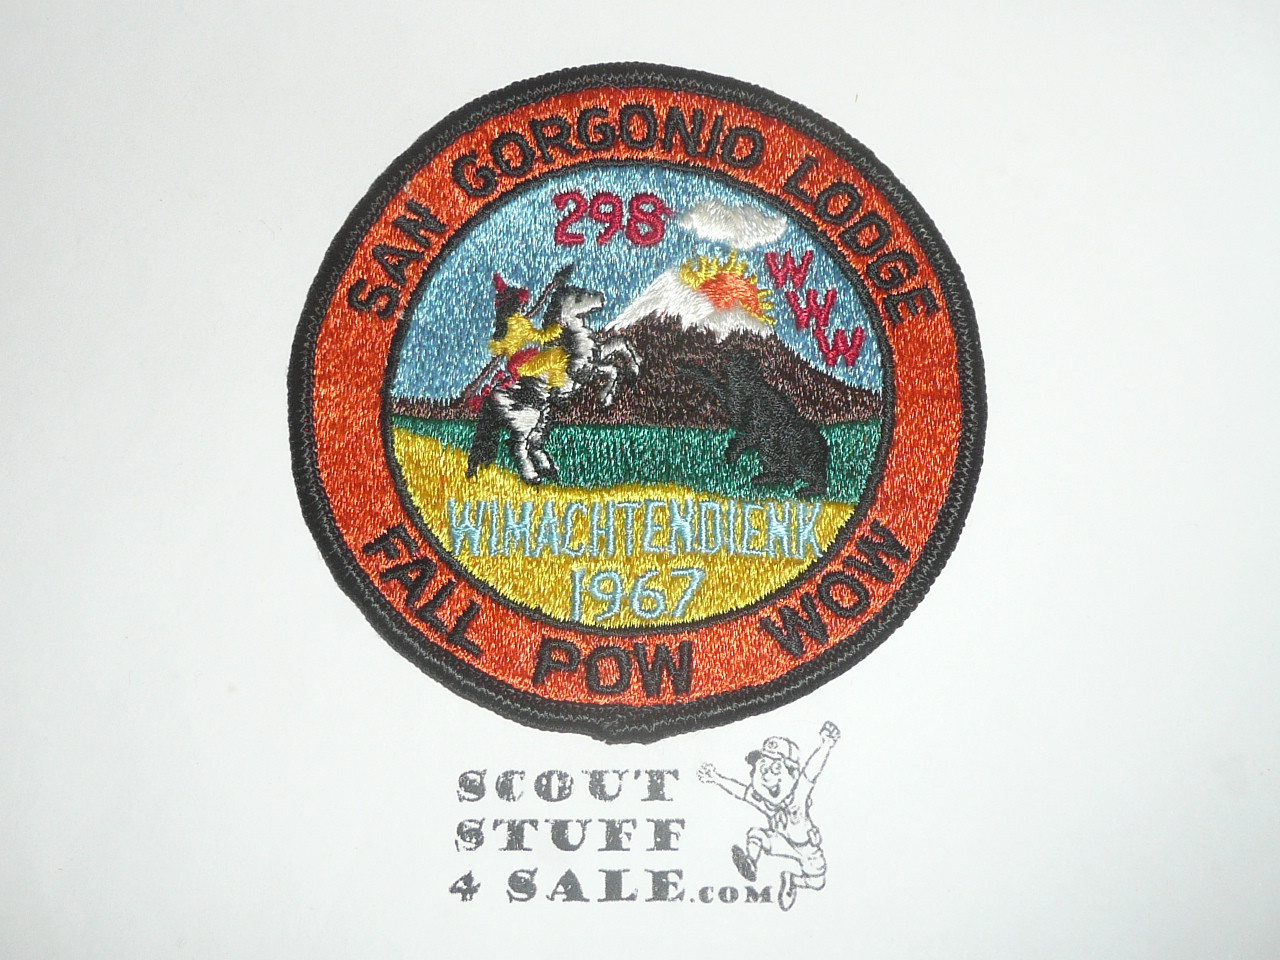 SAN GORGONIO LODGE
298
WWW
WIMACHTENDIENK
1967
FALL POW WOW
SCOUT
STUFF
4 SALE.COM